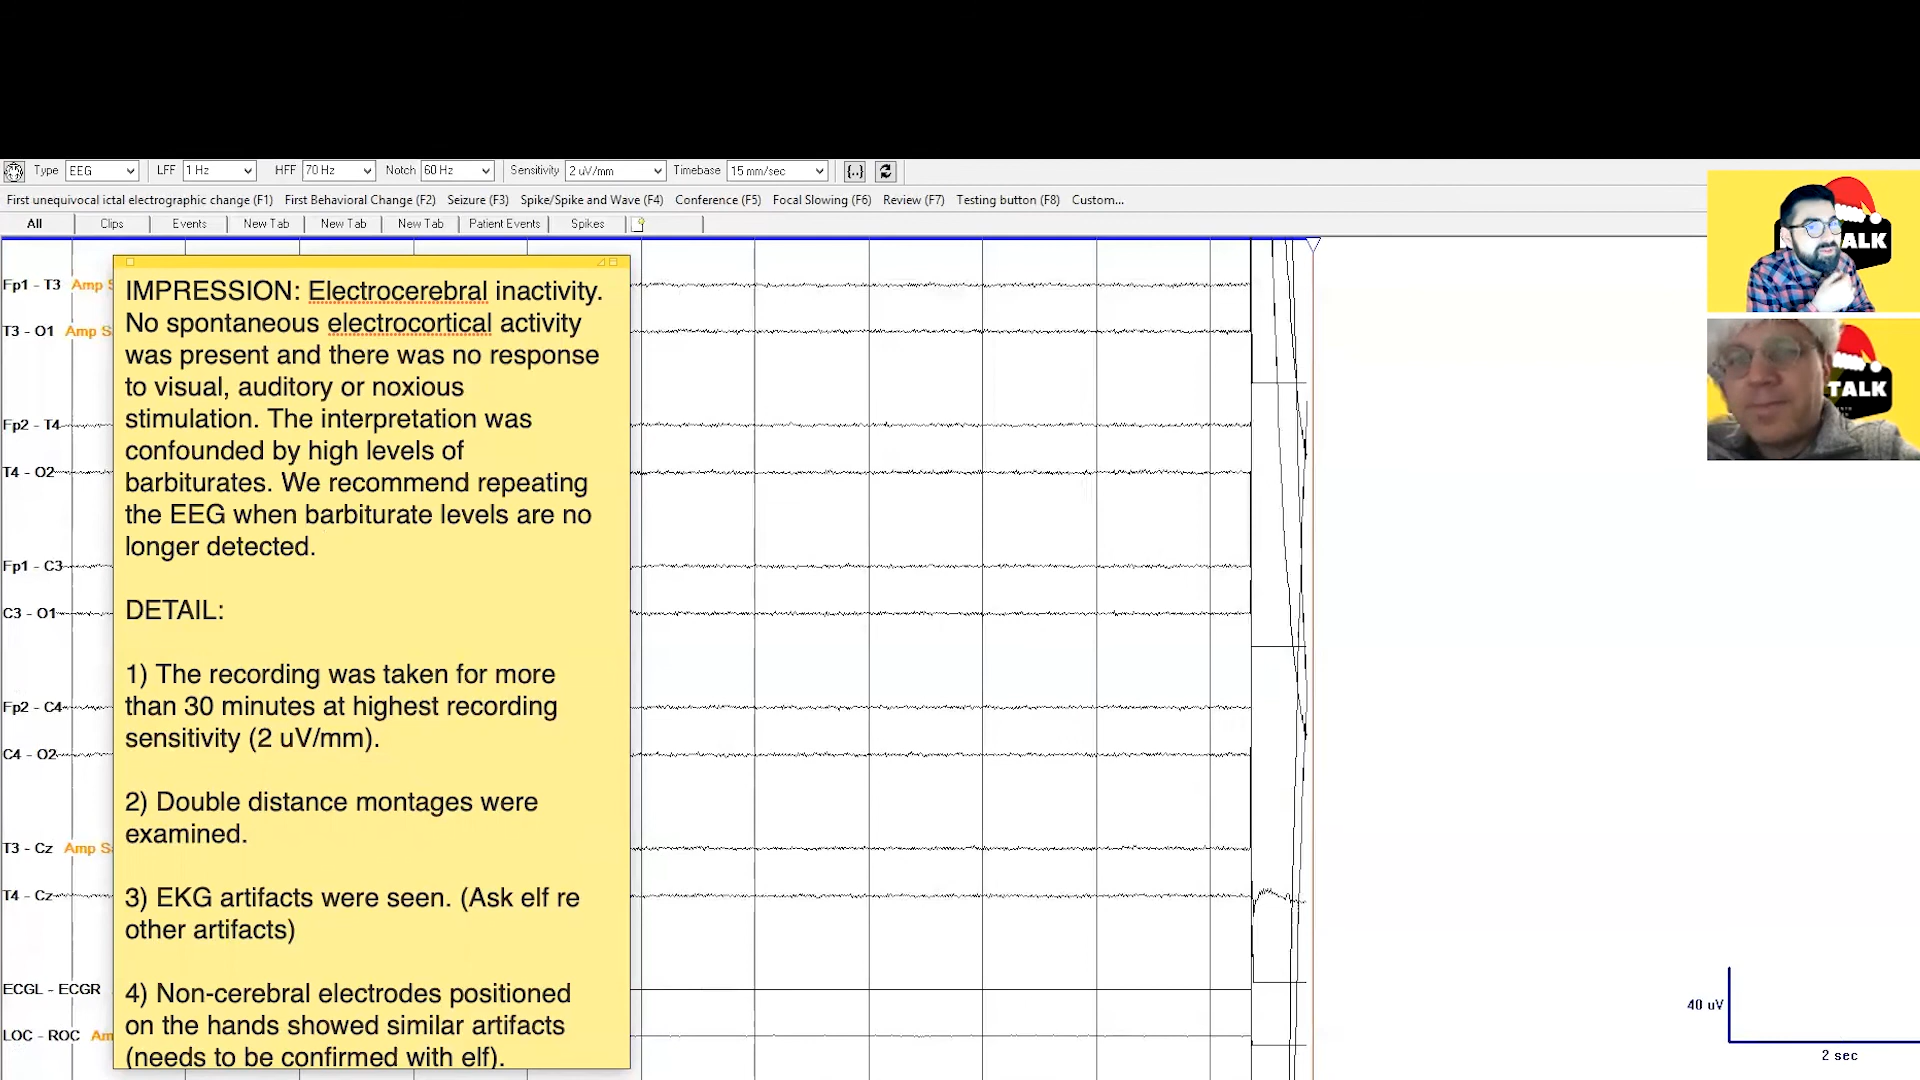 Type EEG LFF 1 Hz HFF 70 Hz Notch 60 Hz Sensitivity 2 uV/mm Timebase 15 mm/sec {..}
First unequivocal ictal electrographic change (F1) First Behavioral Change (F2) Seizure (F3) Spike/Spike and Wave (F4) Conference (F5) Focal Slowing (F6) Review (F7) Testing button (F8) Custom...
All Clips Events New Tab New Tab New Tab Patient Events Spikes
Fp1 - T3 Amp S
T3 - O1 Amp S
Fp2 - T4
T4 - O2
Fp1 - C3
C3 - O1
Fp2 - C4
C4 - O2
T3 - Cz Amp S
T4 - Cz
ECGL - ECGR
LOC - ROC Am
IMPRESSION: Electrocerebral inactivity.
No spontaneous electrocortical activity
was present and there was no response
to visual, auditory or noxious
stimulation. The interpretation was
confounded by high levels of
barbiturates. We recommend repeating
the EEG when barbiturate levels are no
longer detected.
DETAIL:
1) The recording was taken for more
than 30 minutes at highest recording
sensitivity (2 uV/mm).
2) Double distance montages were
examined.
3) EKG artifacts were seen. (Ask elf re
other artifacts)
4) Non-cerebral electrodes positioned
on the hands showed similar artifacts
(needs to be confirmed with elf).
ALK
TALK
40 uV
2 sec